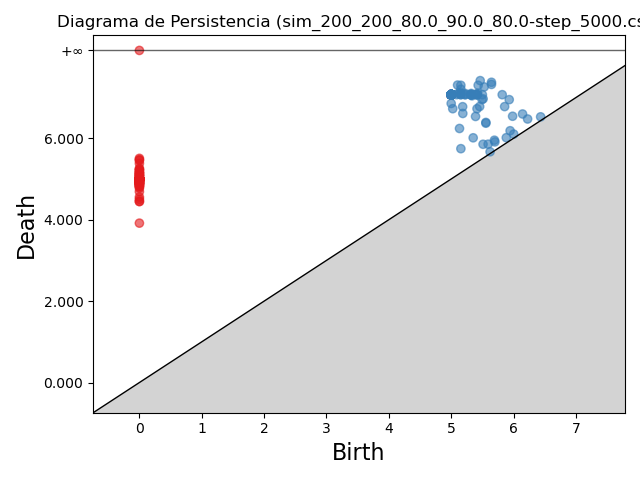 Diagrama de Persistencia (sim_200_200_80.0_90.0_80.0-step_5000.cs
+∞
6.000
4.000
2.000
0.000
Death
0 1 2 3 4 5 6 7
Birth